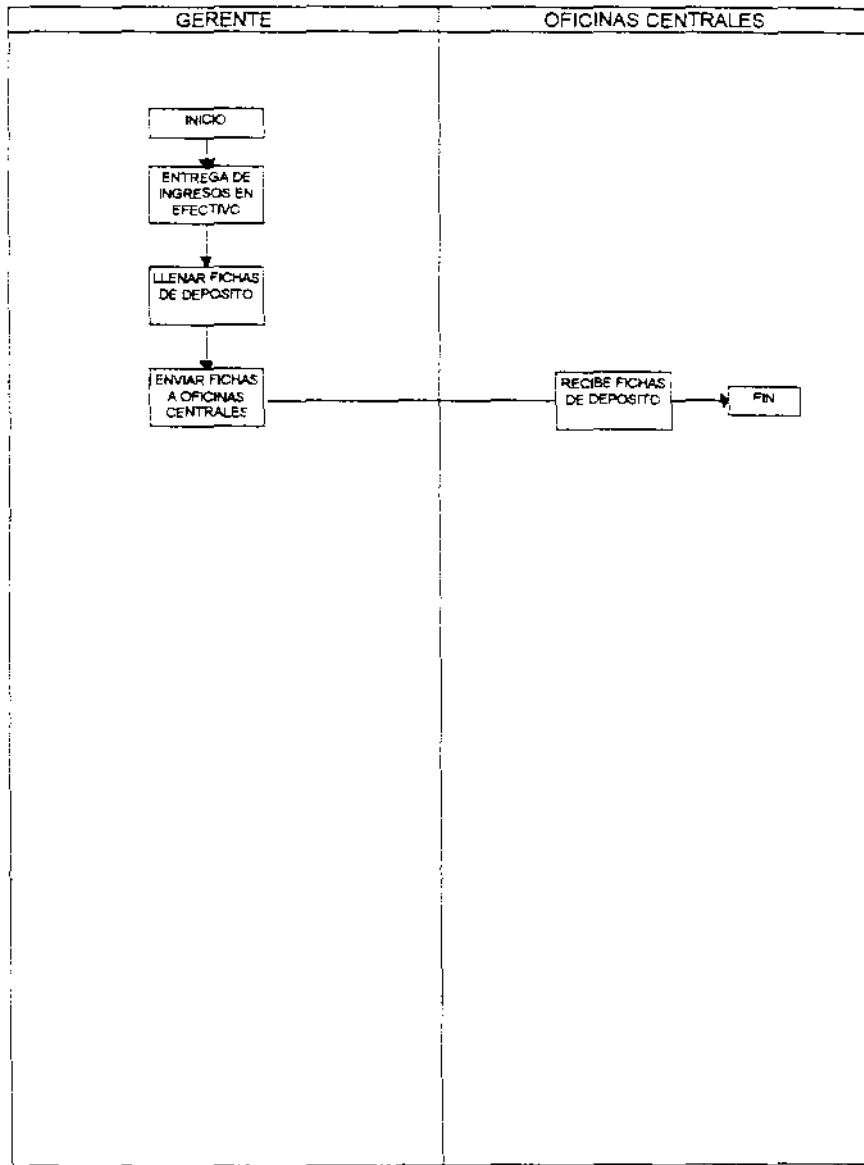 GERENTE
OFICINAS CENTRALES
INICIO
ENTREGA DE
INGRESOS EN
EFECTIVO
LLENAR FICHAS
DE DEPOSITO
ENVIAR FICHAS
A OFICINAS
CENTRALES
RECIBE FICHAS
DE DEPOSITO
FIN